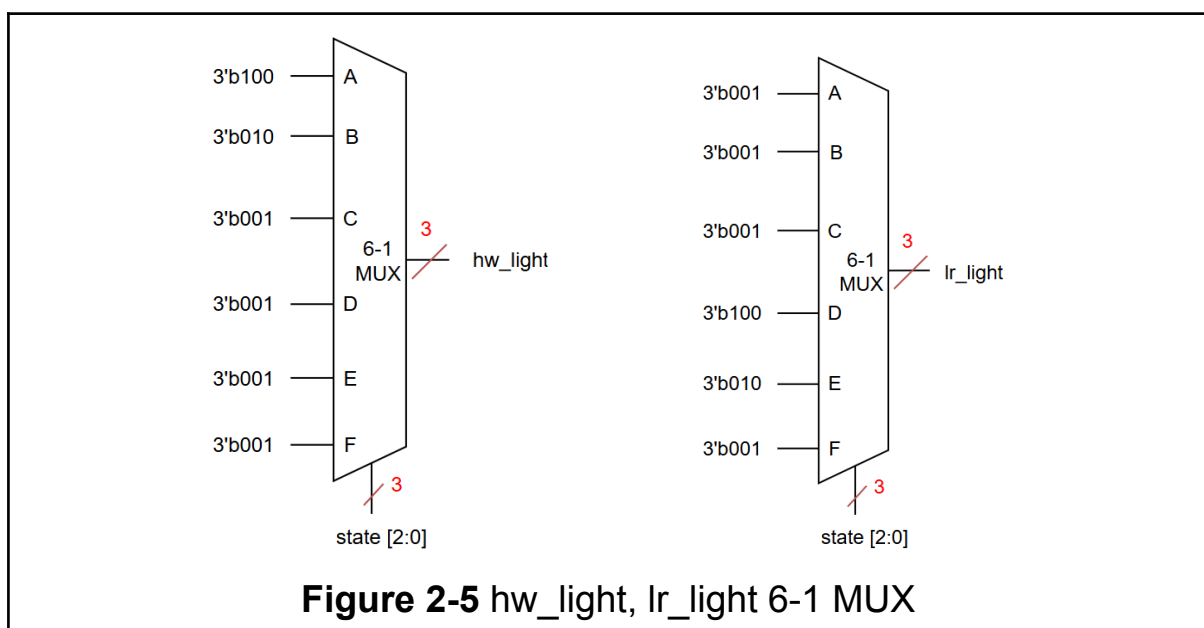 3'b100 A
3'b010 B
3'b001 C
3
6-1
MUX
hw_light
3'b001 D
3'b001 E
3'b001 F
3
state [2:0]
3'b001 A
3'b001 B
3'b001 C
3
6-1
MUX
lr_light
3'b100 D
3'b010 E
3'b001 F
3
state [2:0]
Figure 2-5 hw_light, lr_light 6-1 MUX